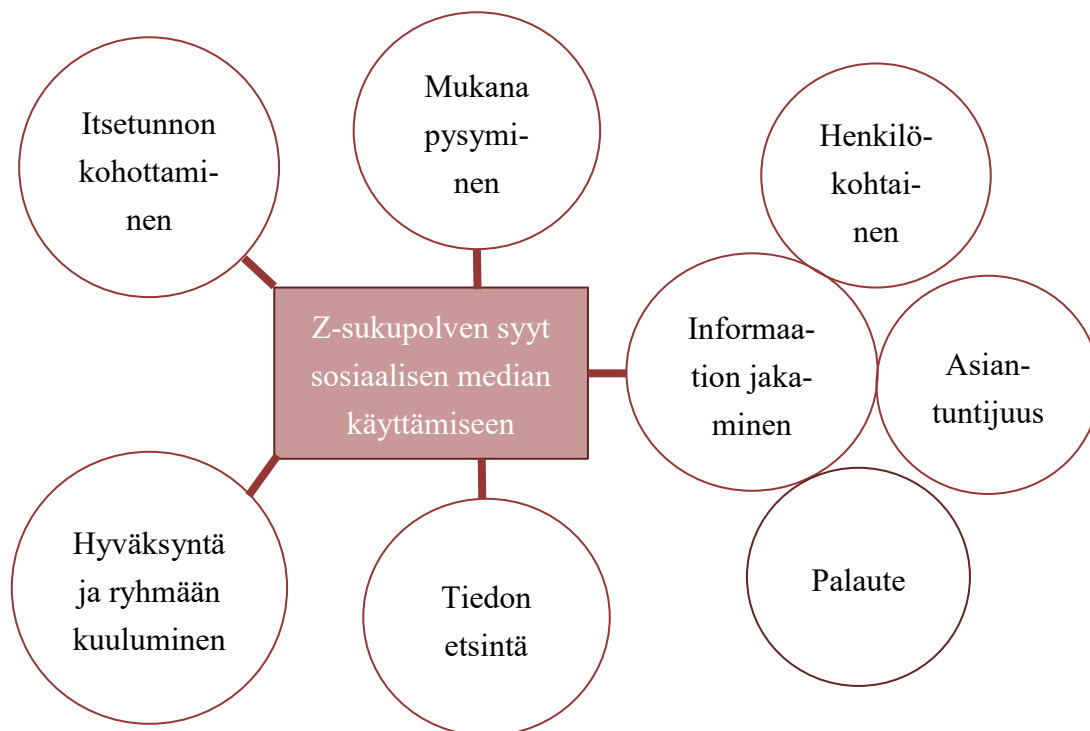 Itsetunnon
kohottami-
nen
Mukana
pysymi-
nen
Henkilö-
kohtai-
nen
Z-sukupolven syyt
sosiaalisen median
käyttämiseen
Informaa-
tion jaka-
minen
Asian-
tuntijuus
Hyväksyntä
ja ryhmään
kuuluminen
Tiedon
etsintä
Palaute